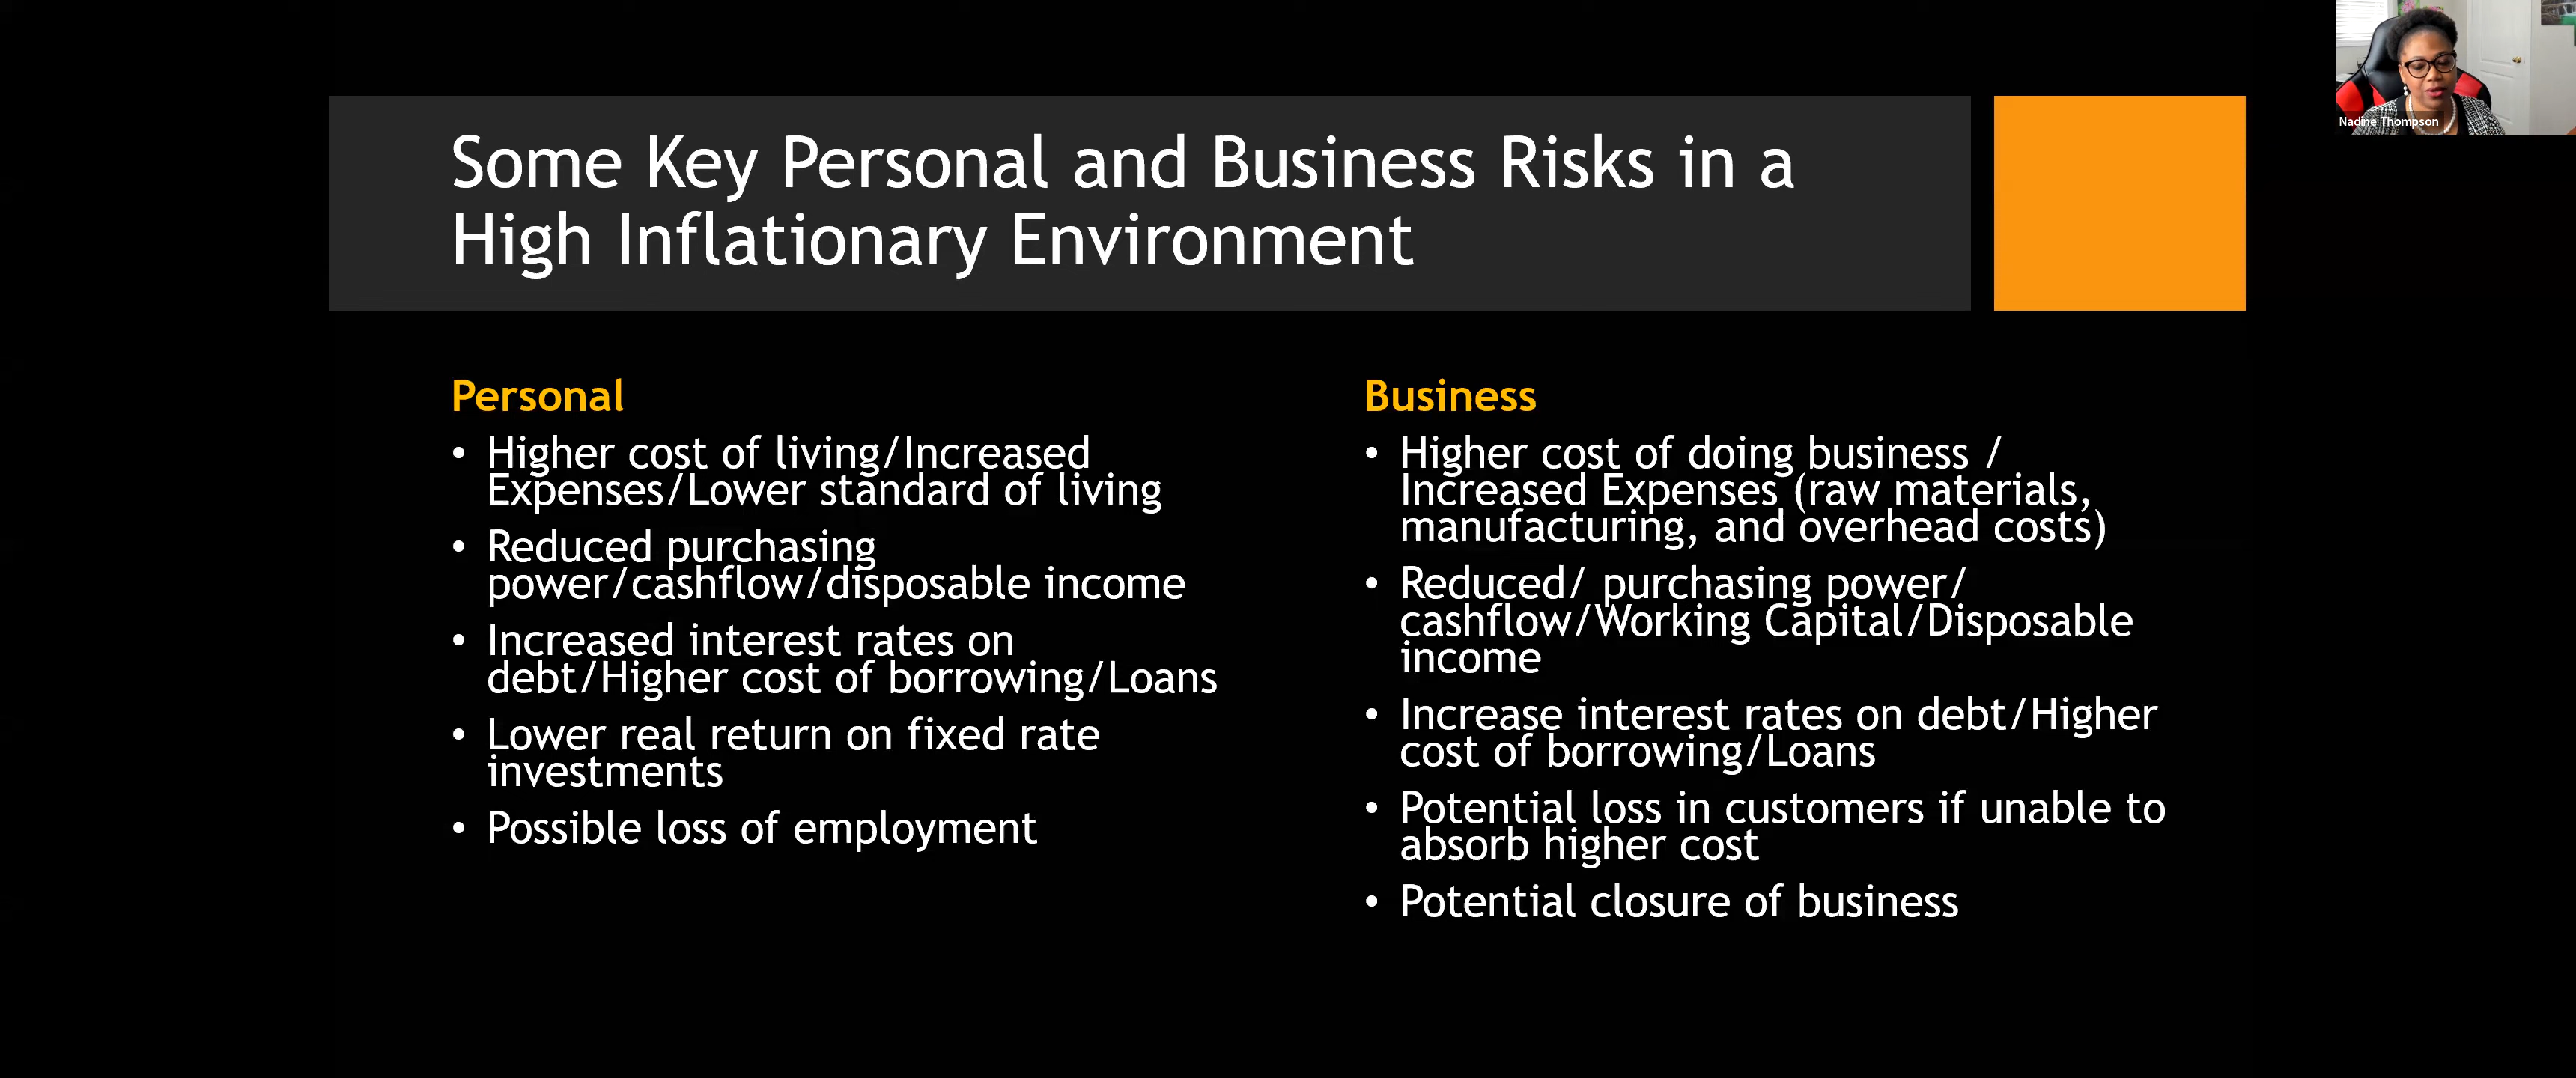 Nadine Thompson
Some Key Personal and Business Risks in a
High Inflationary Environment
Personal
• Higher cost of living/Increased
Expenses/Lower standard of living
• Reduced purchasing
power/cashflow/disposable income
• Increased interest rates on
debt/Higher cost of borrowing/Loans
• Lower real return on fixed rate
investments
• Possible loss of employment
Business
• Higher cost of doing business /
Increased Expenses (raw materials,
manufacturing, and overhead costs)
• Reduced/ purchasing power/
cashflow/Working Capital/Disposable
income
• Increase interest rates on debt/Higher
cost of borrowing/Loans
• Potential loss in customers if unable to
absorb higher cost
• Potential closure of business